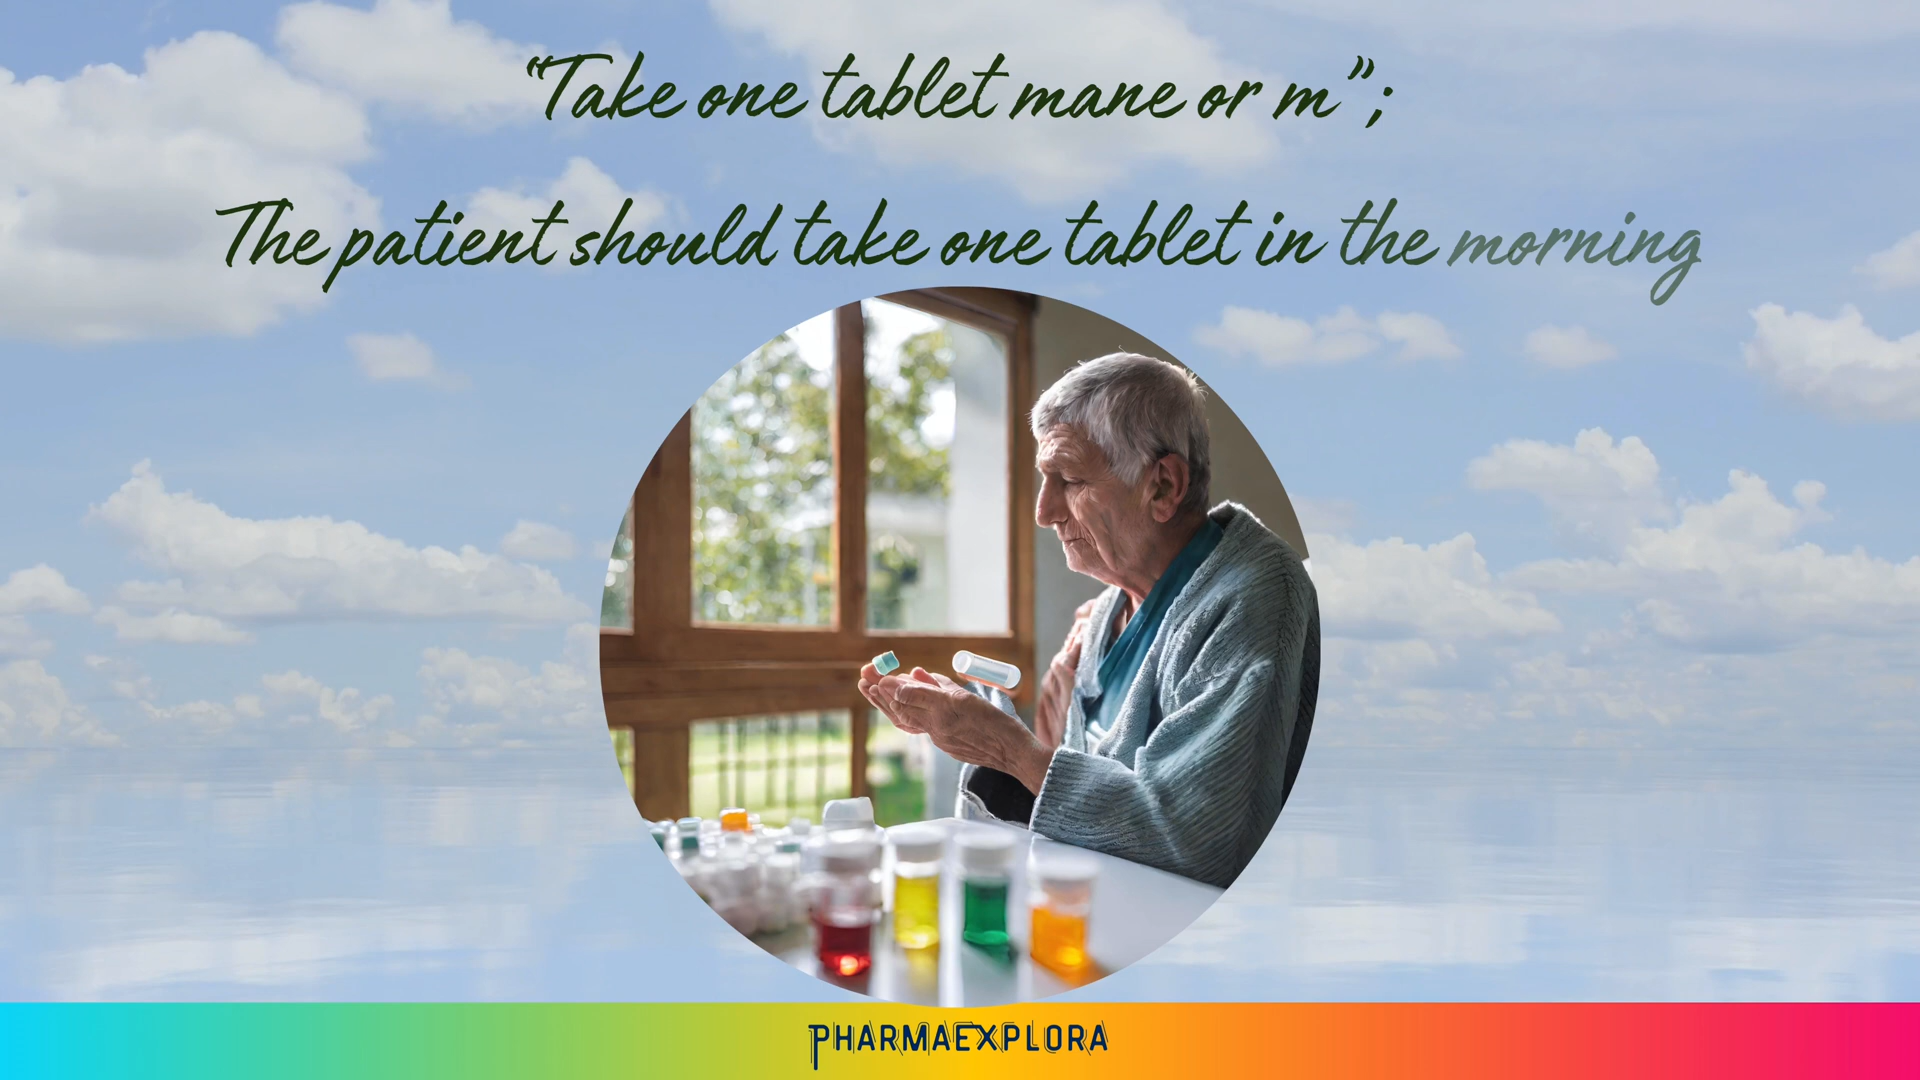 “Take one tablet mane or m”;
The patient should take one tablet in the morning
PHARMAEXPLORA